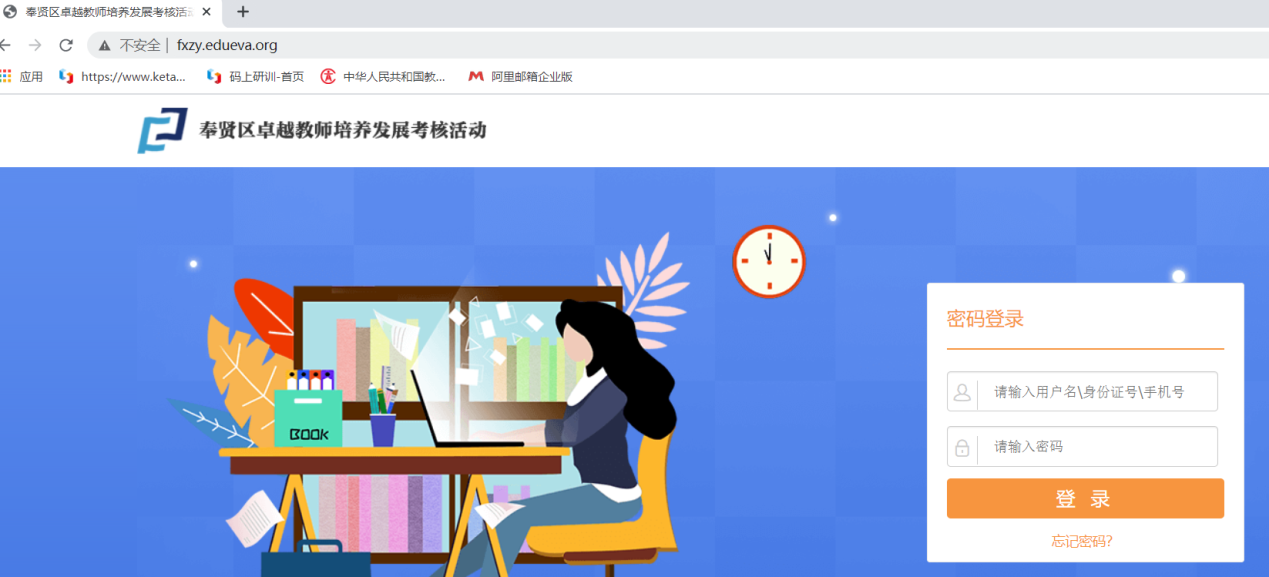 奉贤区卓越教师培养发展考核活
不安全 | fxzy.edueva.org
应用 https://www.keta... 码上研训-首页 中华人民共和国教... 阿里邮箱企业版
奉贤区卓越教师培养发展考核活动
密码登录
请输入用户名\身份证号\手机号
请输入密码
BOOK
登 录
忘记密码?